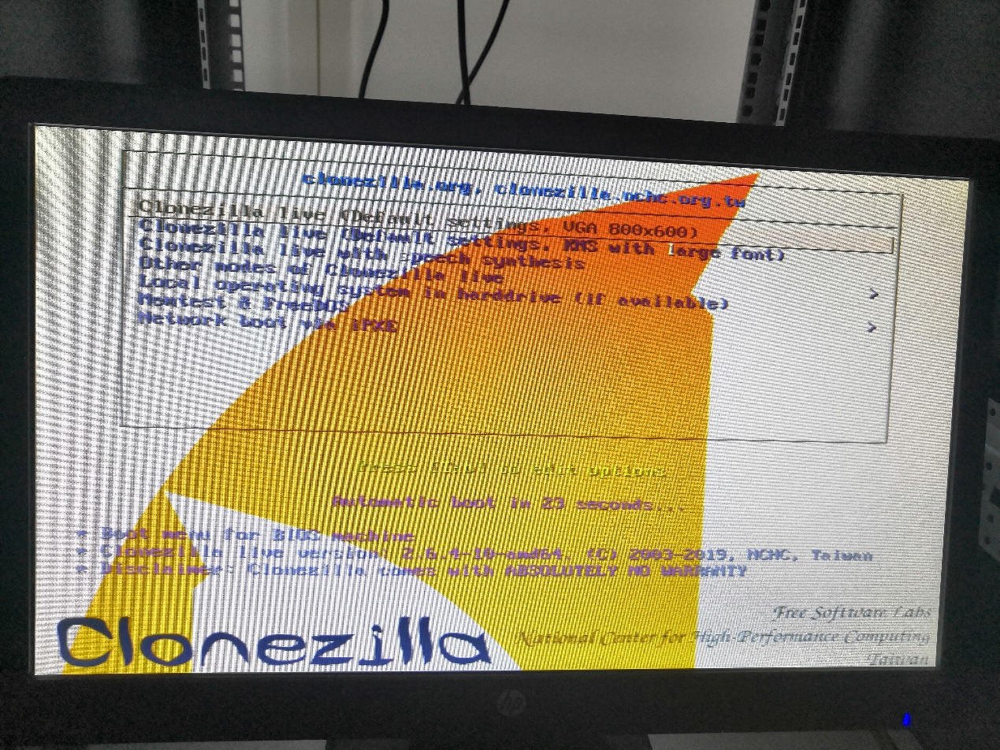 clonezilla.org, clonezilla.nchc.org.tw
Clonezilla live (Default settings, VGA 800x600)
Clonezilla live (Default settings, KMS with large font)
Clonezilla live with speech synthesis
Other modes of Clonezilla live
>
Local operating system in harddrive (if available)
Memtest & FreeDOS
>
Network boot via iPXE
Press [Tab] to edit options
Automatic boot in 23 seconds...
* Boot menu for BIOS machine
* Clonezilla live version 2.6.4-10-amd64. (C) 2003-2019, NCHC, Taiwan
* Disclaimer: Clonezilla comes with ABSOLUTELY NO WARRANTY
Clonezilla
Free Software Labs
National Center for High-Performance Computing
Taiwan
hp